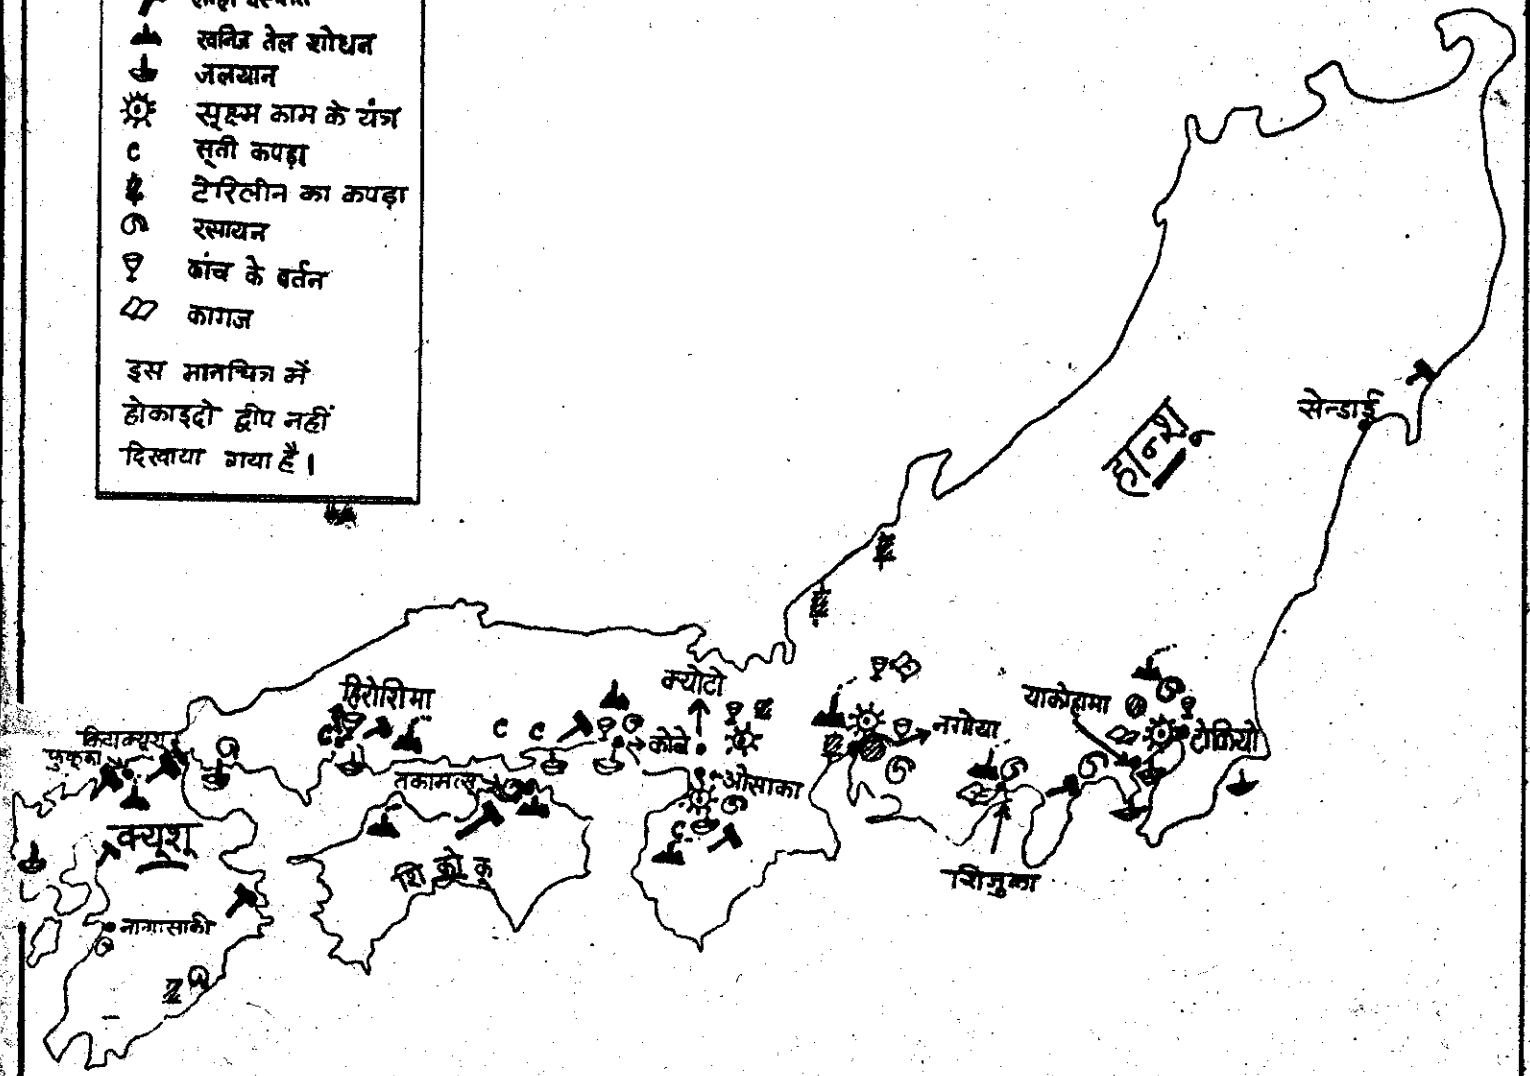 खनिज तेल शोधन
जलयान
सूक्ष्म काम के यंत्र
सूती कपड़ा
टेरिलीन का कपड़ा
रसायन
कांच के बर्तन
कागज
इस मानचित्र में
होकाइदो द्वीप नहीं
दिखाया गया है।
सेन्डाई
हान्शू
क्योटो
हिरोशिमा
याकोहामा
नगोया
टोकियो
किटाक्यूशू
फुकुका
कोबे
तकामत्सू
ओसाका
क्यूशू
शिकोकू
शिजुका
नागासाकी